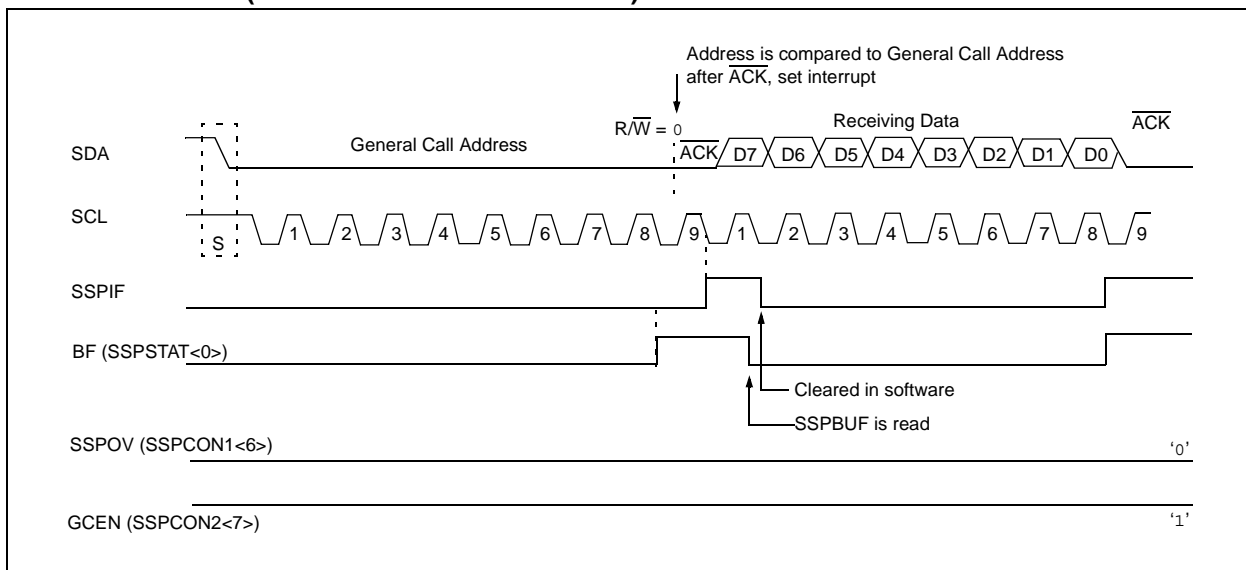 Address is compared to General Call Address
after ACK, set interrupt
R/W = 0
General Call Address
Receiving Data
ACK
SDA
ACK
D7 D6 D5 D4 D3 D2 D1 D0
SCL
S
1 2 3 4 5 6 7 8 9 1 2 3 4 5 6 7 8 9
SSPIF
BF (SSPSTAT<0>)
Cleared in software
SSPBUF is read
SSPOV (SSPCON1<6>)
‘0’
GCEN (SSPCON2<7>)
‘1’